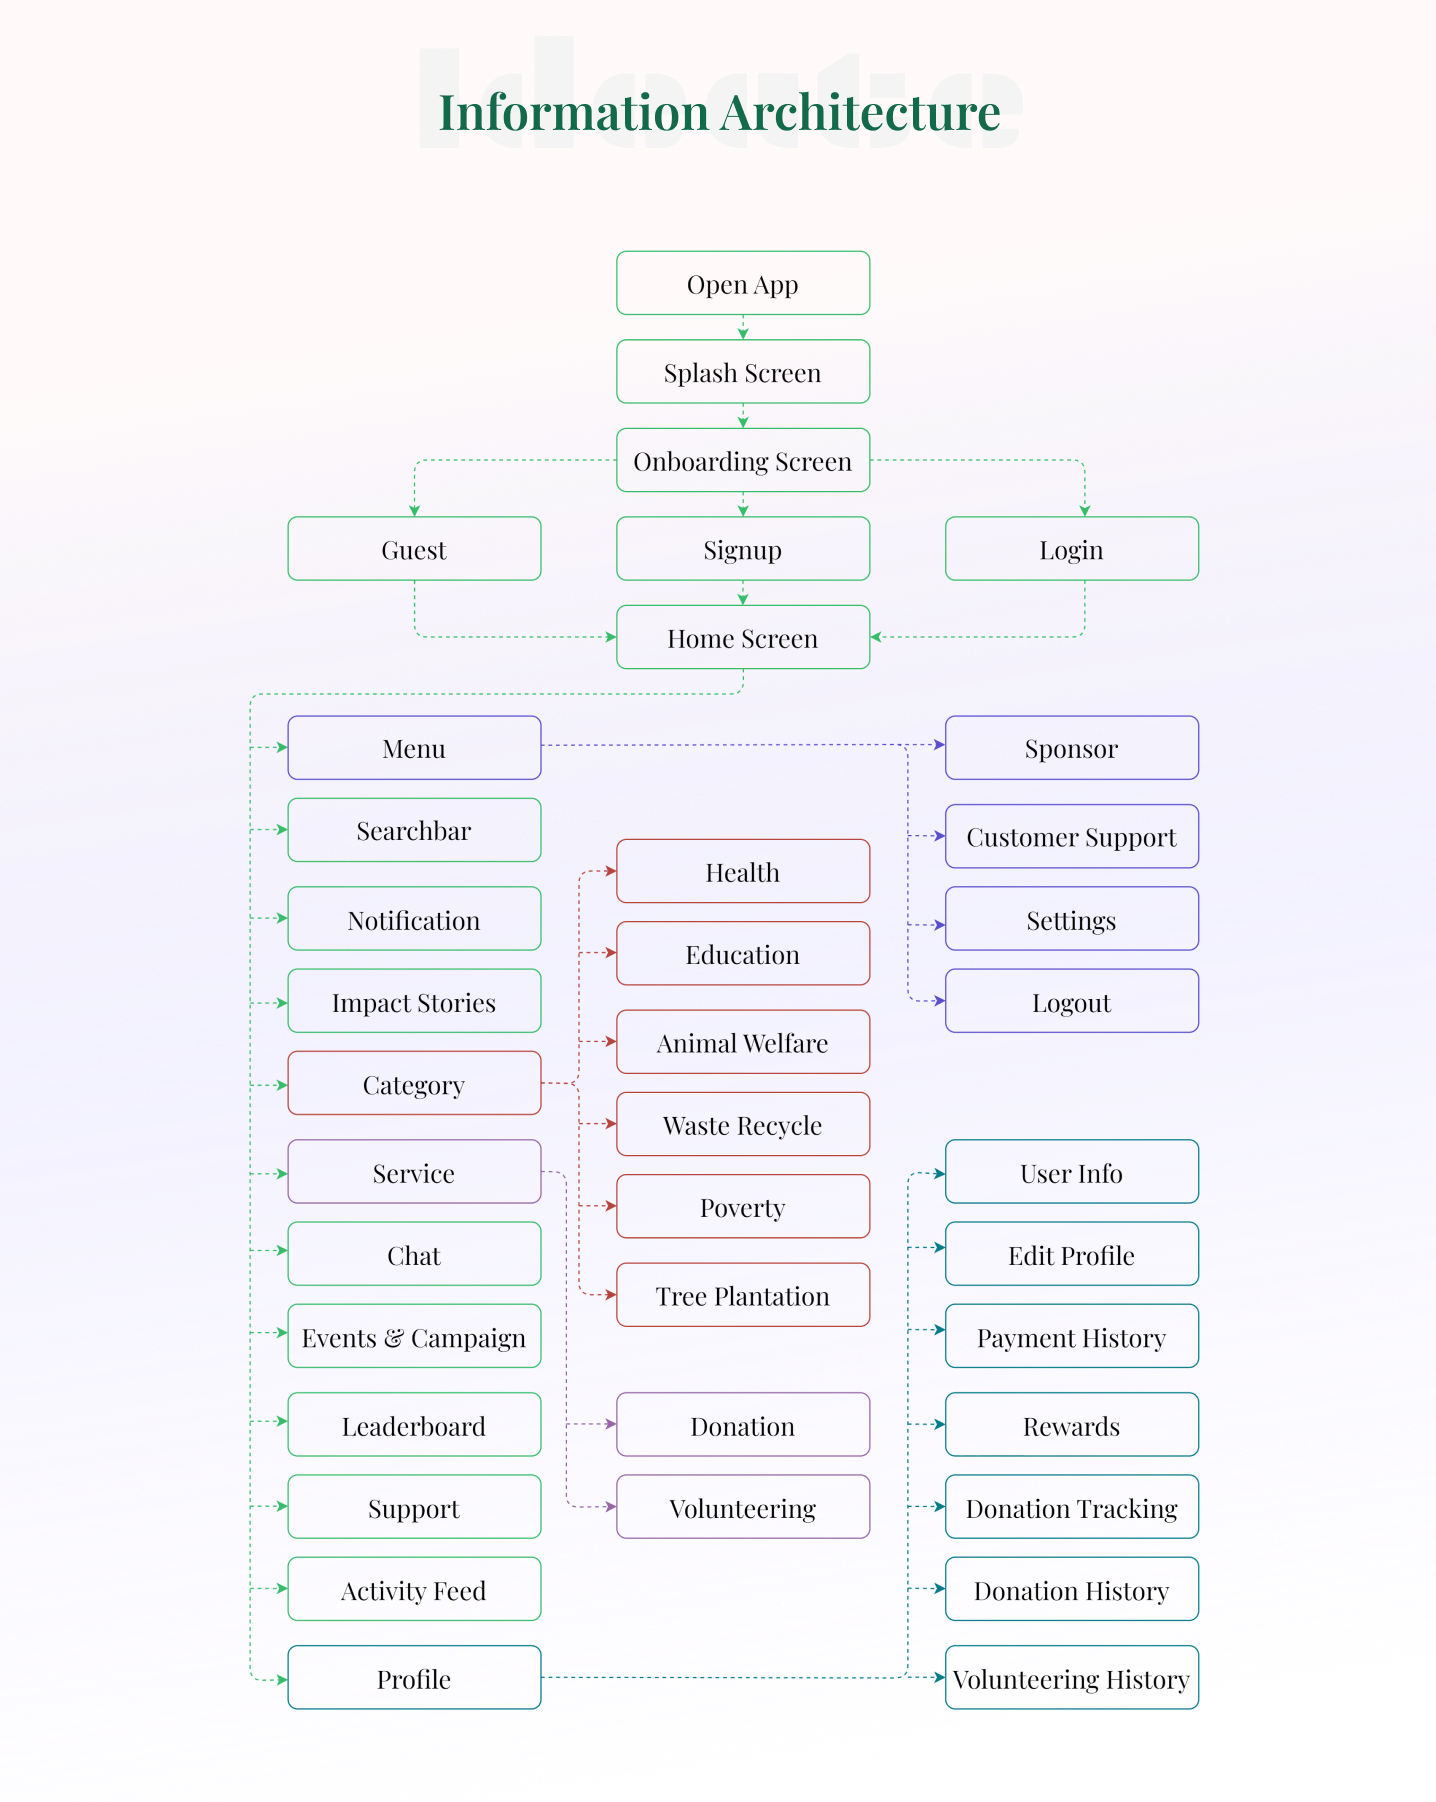 Ideate
Information Architecture
Open App
Splash Screen
Onboarding Screen
Guest
Signup
Login
Home Screen
Menu
Sponsor
Searchbar
Customer Support
Health
Notification
Settings
Education
Impact Stories
Logout
Animal Welfare
Category
Waste Recycle
Service
User Info
Poverty
Chat
Edit Profile
Tree Plantation
Events & Campaign
Payment History
Leaderboard
Donation
Rewards
Support
Volunteering
Donation Tracking
Activity Feed
Donation History
Profile
Volunteering History